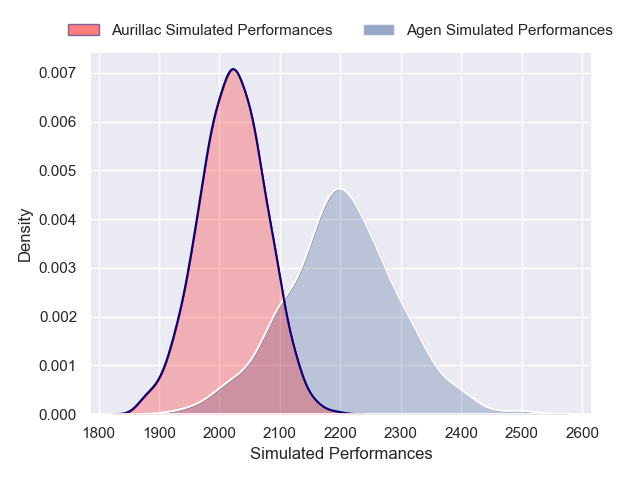 Aurillac Simulated Performances Agen Simulated Performances
0.007
0.006
0.005
0.004
0.003
0.002
0.001
0.000
Density
1800 1900 2000 2100 2200 2300 2400 2500 2600
Simulated Performances